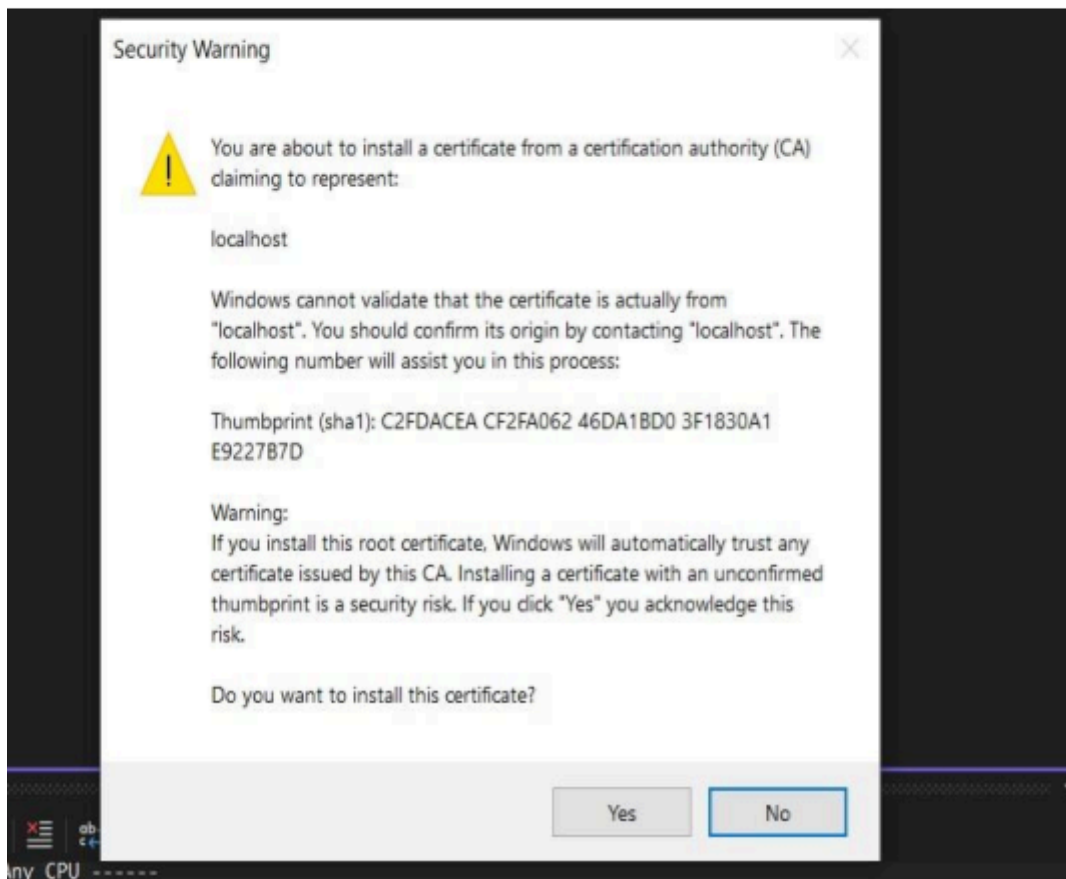 Security Warning
You are about to install a certificate from a certification authority (CA)
claiming to represent:
localhost
Windows cannot validate that the certificate is actually from
"localhost". You should confirm its origin by contacting "localhost". The
following number will assist you in this process:
Thumbprint (sha1): C2FDACEA CF2FA062 46DA1BD0 3F1830A1
E9227B7D
Warning:
If you install this root certificate, Windows will automatically trust any
certificate issued by this CA. Installing a certificate with an unconfirmed
thumbprint is a security risk. If you click "Yes" you acknowledge this
risk.
Do you want to install this certificate?
Yes
No
ab
c
Any CPU ------